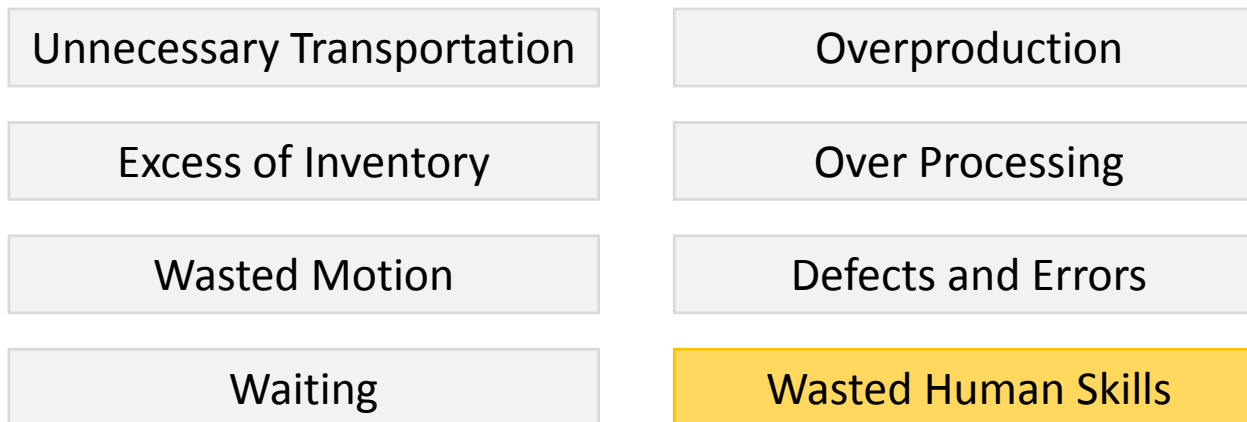 Unnecessary Transportation
Overproduction
Excess of Inventory
Over Processing
Wasted Motion
Defects and Errors
Waiting
Wasted Human Skills